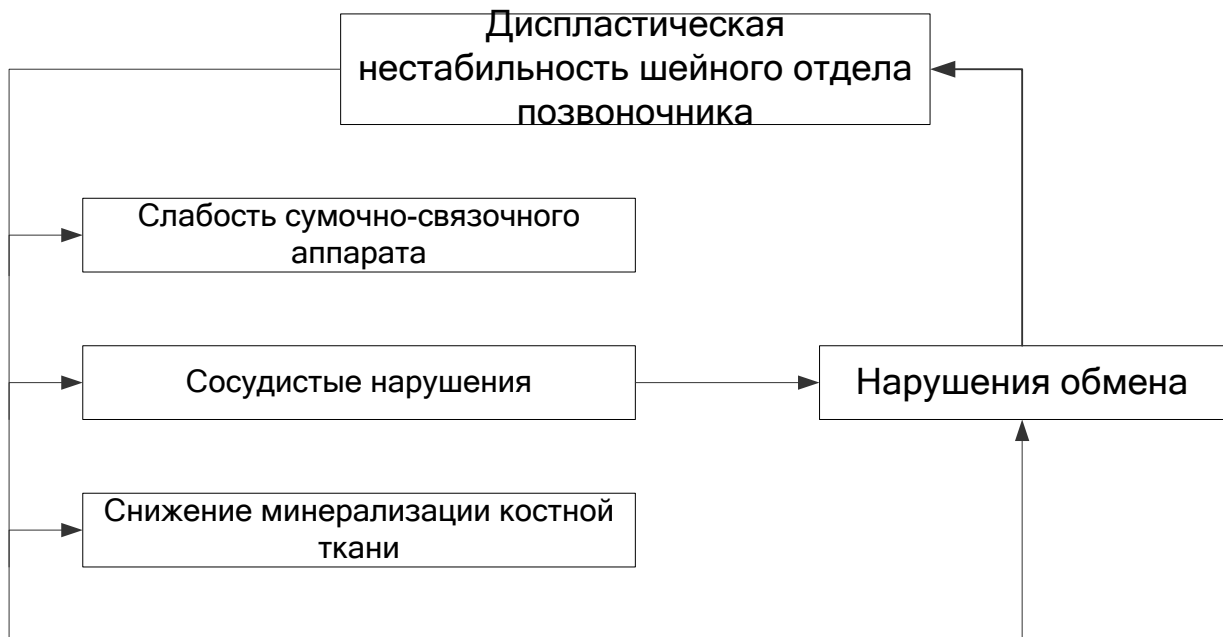 Диспластическая
нестабильность шейного отдела
позвоночника
Слабость сумочно-связочного
аппарата
Сосудистые нарушения
Нарушения обмена
Снижение минерализации костной
ткани